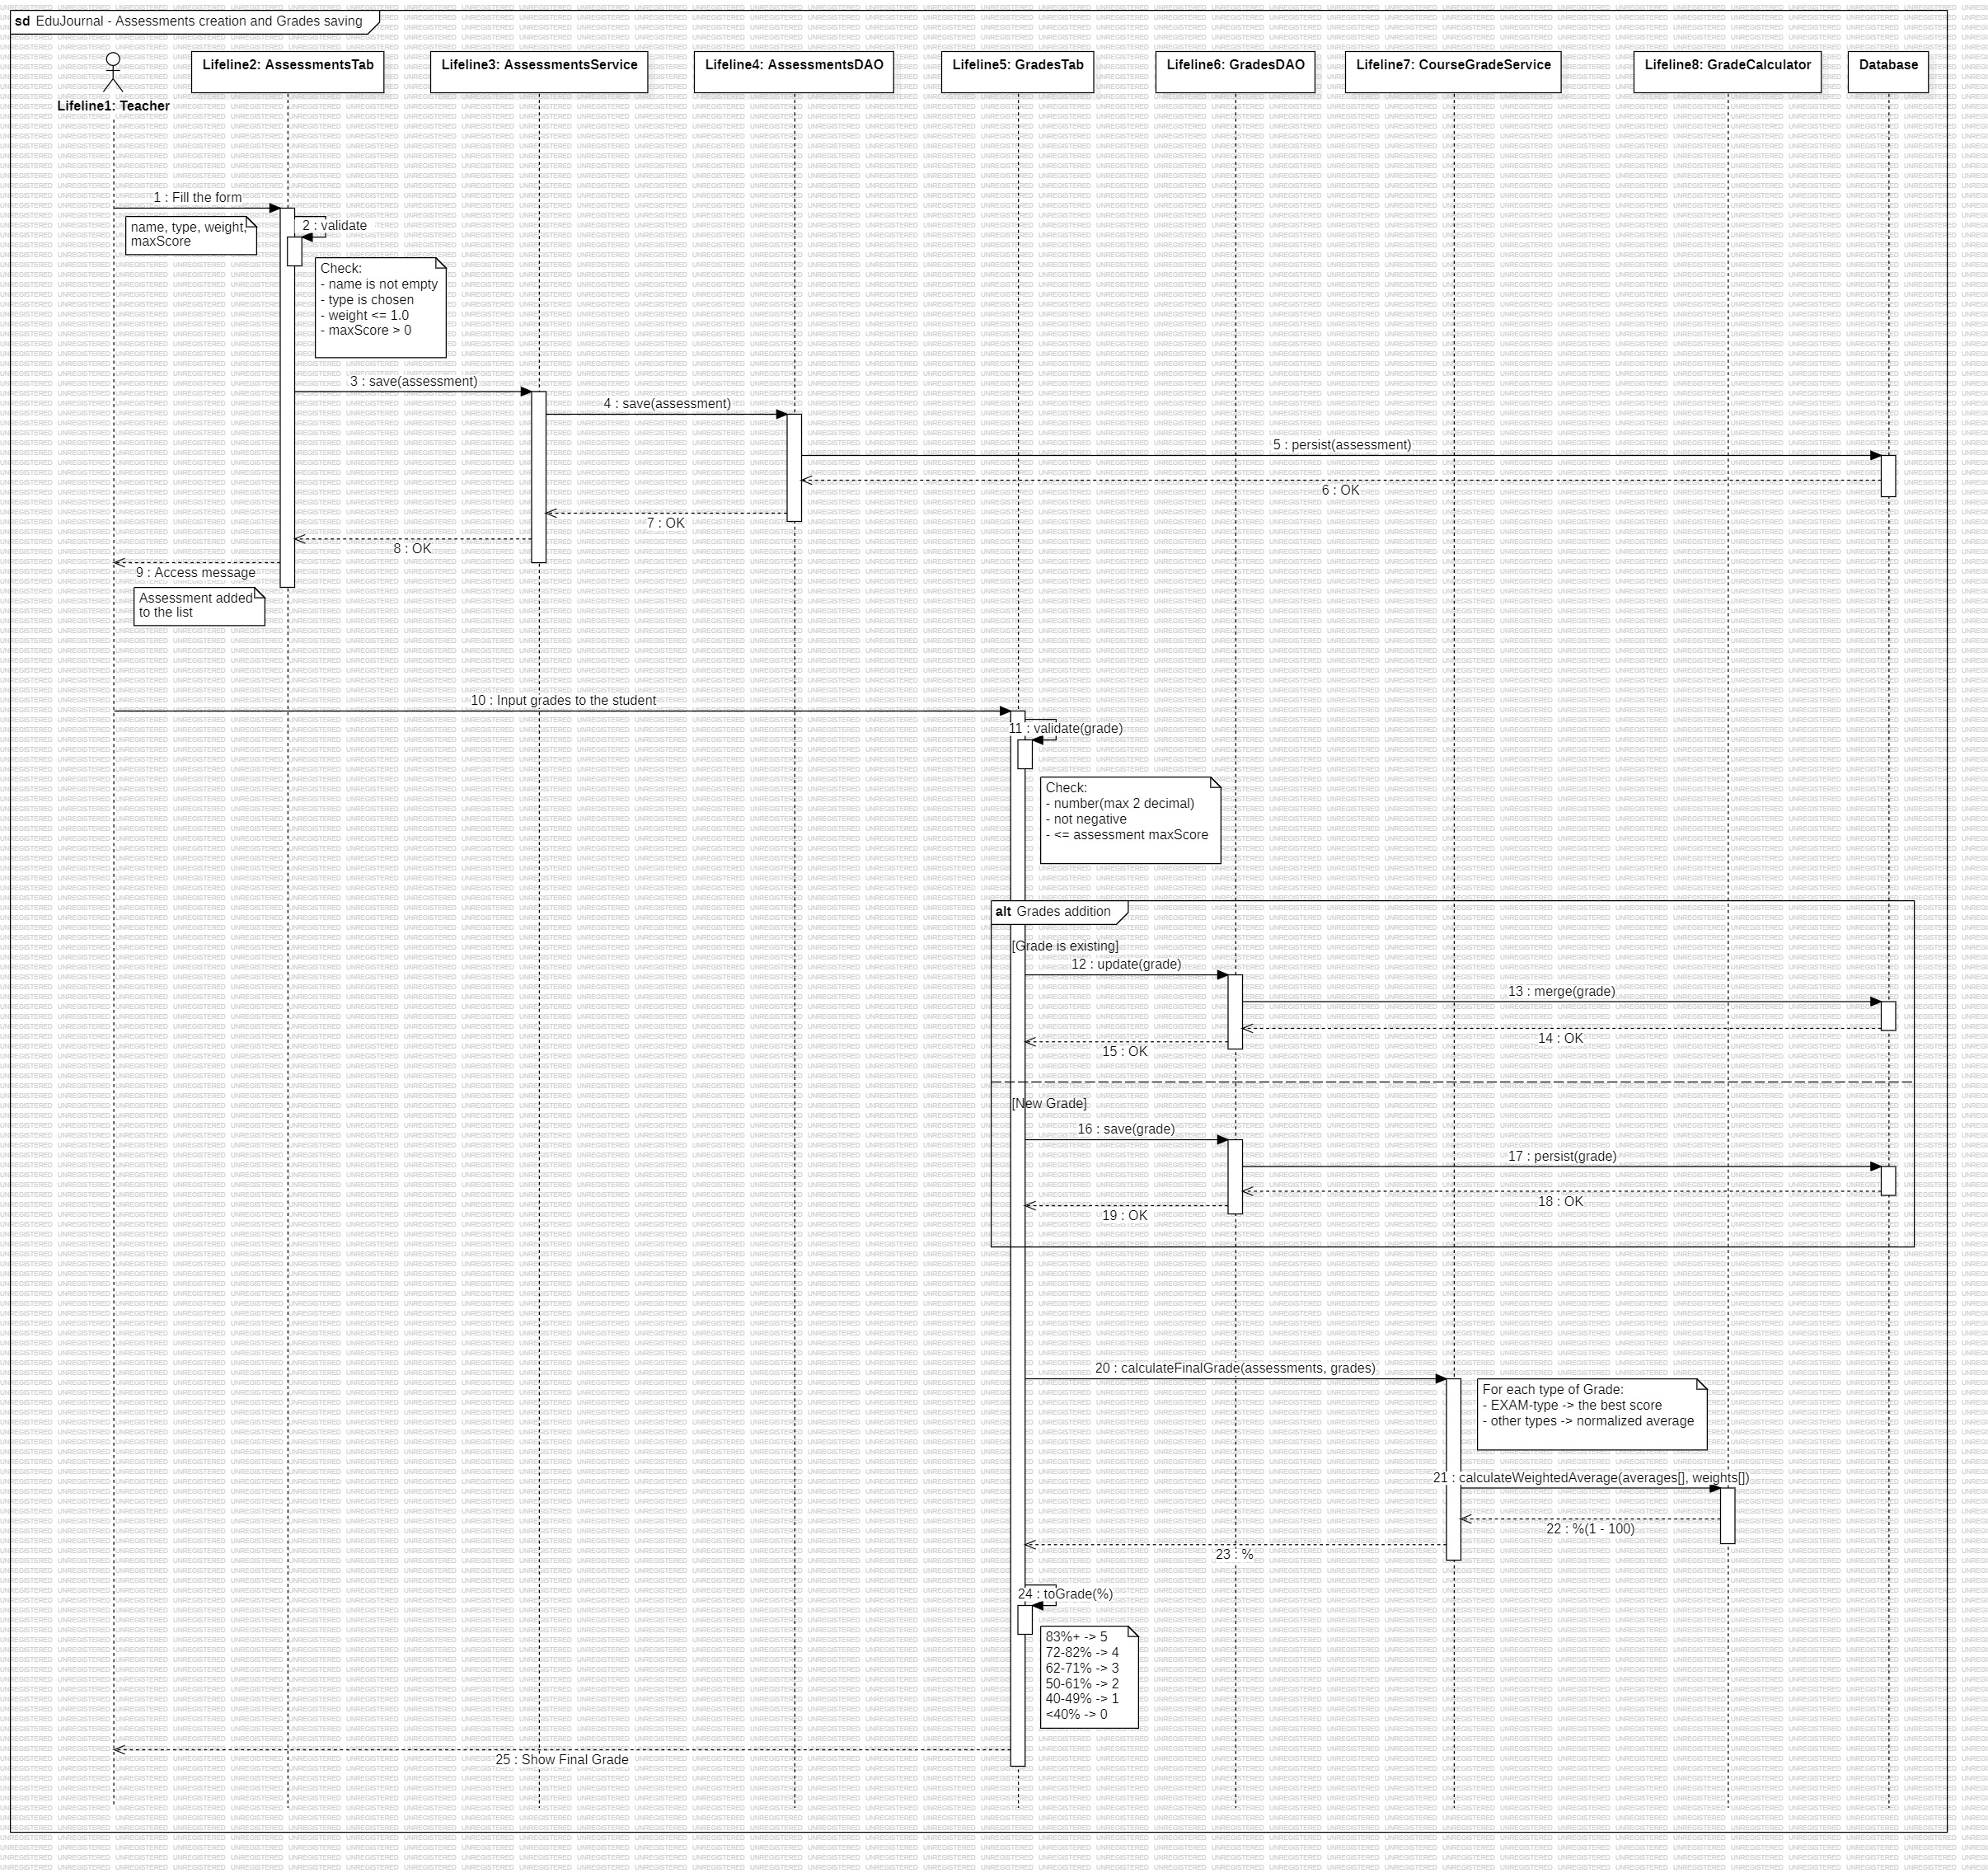 sd EduJournal - Assessments creation and Grades saving
Lifeline1: Teacher
Lifeline2: AssessmentsTab
Lifeline3: AssessmentsService
Lifeline4: AssessmentsDAO
Lifeline5: GradesTab
Lifeline6: GradesDAO
Lifeline7: CourseGradeService
Lifeline8: GradeCalculator
Database
1 : Fill the form
name, type, weight,
maxScore
2 : validate
Check:
- name is not empty
- type is chosen
- weight <= 1.0
- maxScore > 0
3 : save(assessment)
4 : save(assessment)
5 : persist(assessment)
6 : OK
7 : OK
8 : OK
9 : Access message
Assessment added
to the list
10 : Input grades to the student
11 : validate(grade)
Check:
- number(max 2 decimal)
- not negative
- <= assessment maxScore
alt Grades addition
[Grade is existing]
12 : update(grade)
13 : merge(grade)
14 : OK
15 : OK
[New Grade]
16 : save(grade)
17 : persist(grade)
18 : OK
19 : OK
20 : calculateFinalGrade(assessments, grades)
For each type of Grade:
- EXAM-type -> the best score
- other types -> normalized average
21 : calculateWeightedAverage(averages[], weights[])
22 : %(1 - 100)
23 : %
24 : toGrade(%)
83%+ -> 5
72-82% -> 4
62-71% -> 3
50-61% -> 2
40-49% -> 1
<40% -> 0
25 : Show Final Grade
UNREGISTERED